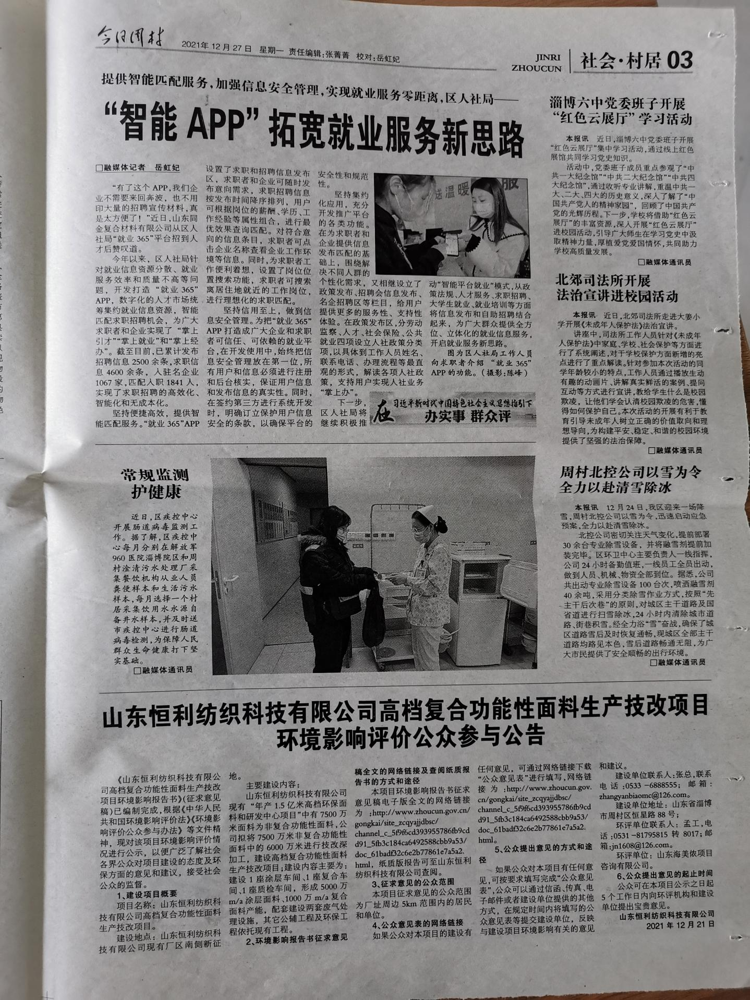 今日周村
2021年12月27日 星期一 责任编辑:张菁菁 校对:岳虹妃
JINRI
ZHOUCUN
社会·村居 03
提供智能匹配服务,加强信息安全管理,实现就业服务零距离,区人社局——
“智能 APP”拓宽就业服务新思路
□融媒体记者 岳虹妃
“有了这个 APP,我们企
业不需要来回奔波，也不用
印大量的招聘宣传材料,真
是太方便了！”近日,山东同
金复合材料有限公司从区人
社局“就业 365”平台招到人
才后赞叹道。
今年以来，区人社局针
对就业信息资源分散、就业
服务效率和质量不高等问
题，开发打造“就业 365”
APP，数字化的人才市场统
筹集约就业信息资源，智能
匹配求职招聘机会，为广大
求职者和企业实现了“掌上
引才”“掌上就业”和“掌上经
办”。截至目前,已累计发布
招聘信息 2500 余条,求职信
息 4600 余条，入驻名企业
1067 家,匹配入职 1841 人,
实现了求职招聘的高效化、
智能化和无成本化。
坚持便捷高效，提供智
能匹配服务。“就业 365”APP
设置了求职和招聘信息发布
区，求职者和企业可随时发
布意向需求，求职招聘信息
按发布时间降序排列，用户
可根据岗位的薪酬、学历、工
作经验等属性组合，进行最
优效果查询匹配。对符合意
向的信息条目，求职者可点
击企业名称查看企业工作环
境等信息。同时,为求职者工
作便利着想，设置了岗位位
置搜索功能，求职者可搜索
离居住地就近的工作岗位，
进行理想化的求职匹配。
坚持信用至上，做到信
息安全管理。为把“就业 365”
APP 打造成广大企业和求职
者可信任、可依赖的就业平
台,在开发使用中,始终把信
息安全管理放在第一位,所
有用户和信息必须进行注册
和后台核实，保证用户信息
和发布信息的真实性。同时,
在签约第三方进行系统开发
时，明确订立保护用户信息
安全的条款，以确保平台的
安全性和规范
性。
坚持集约
化应用，充分
开发推广平台
的各类功能。
在为求职者和
企业提供信息
发布匹配的基
础上，围绕解
决不同人群的
个性化需求，又相继设立了
政策发布、招聘会信息发布、
名企招聘区等栏目，给用户
提供更多的服务性、支持性
体验。在政策发布区,分劳动
监察、人才、社会保险、公共
就业四项设立人社政策分类
项,以具体到工作人员姓名、
联系电话、办理流程等最直
观的形式，解读各项人社政
策，支持用户实现人社业务
“掌上办”。
下一步，
区人社局将
继续积极推
送温暖
服
动“智能平台就业”模式,从政
策法规、人才服务、求职招聘、
大学生就业、就业培训等方面
将信息发布和自助招聘结合
起来，为广大群众提供全方
位、立体化的就业信息服务，
开启就业服务新思路。
图为区人社局工作人员
向求职者介绍“就业 365”
APP 的功能。（摄影:陈峰）
在 习近平新时代中国特色社会主义思想指引下
办实事 群众评
淄博六中党委班子开展
“红色云展厅”学习活动
本报讯 近日,淄博六中党委班子开展
“红色云展厅”集中学习活动,通过线上红色
展馆共同学习党史知识。
活动中，党委班子成员重点参观了“中
共一大纪念馆”“中共二大纪念馆”“中共四
大纪念馆”,通过收听专业讲解,重温中共一
大、二大、四大的历史意义,深入了解了“中
国共产党人的精神家园”，回顾了中国共产
党的光辉历程。下一步,学校将借助“红色云
展厅”的丰富资源,深入开展“红色云展厅”
进校园活动,引导广大师生在学习党史中汲
取精神力量,厚植爱党爱国情怀,共同助力
学校高质量发展。
□融媒体通讯员
北郊司法所开展
法治宣讲进校园活动
本报讯 近日,北郊司法所走进大姜小
学开展《未成年人保护法》法治宣讲。
讲座中,司法所工作人员针对《未成年
人保护法》中家庭、学校、社会保护等方面进
行了系统阐述,对于学校保护方面新增的亮
点进行了重点解读。针对参加本次活动的同
学年龄较小的特点,工作人员通过播放生动
有趣的动画片、讲解真实鲜活的案例、提问
互动等方式进行宣讲,教给学生什么是校园
欺凌，让他们学会认清校园欺凌的危害,懂
得如何保护自己。本次活动的开展有利于教
育引导未成年人树立正确的价值取向和理
想导向,为构建平安、稳定、和谐的校园环境
提供了坚强的法治保障。
□融媒体通讯员
常规监测
护健康
近日,区疾控中心
开展肠道病毒监测工
作。据了解,区疾控中
心每月分别在解放军
960 医院淄博院区和周
村淦清污水处理厂采
集餐饮机构从业人员
粪便样本和生活污水
样本,每月选择一个村
居采集饮用水水源自
备井水样本,并及时送
市疾控中心进行肠道
病毒检测,为保障人民
群众生命健康打下坚
实基础。
□融媒体通讯员
周村北控公司以雪为令
全力以赴清雪除冰
本报讯 12 月 24 日,我区迎来一场降
雪,周村北控公司以雪为令,迅速启动应急
预案,全力以赴清雪除冰。
北控公司密切关注天气变化,提前部署
30 余台专业除雪设备，并将融雪剂提前加
装完毕。区环卫中心主要负责人一线指挥,
公司 24 小时备勤值班,一线员工全员出动,
做到人员、机械、物资全部到位。据悉,公司
共出动专业除雪设备 100 台次,喷洒融雪剂
40 余吨,采用分类除雪作业方式,按照“先
主干后次巷”的原则,对城区主干道路及国
省道进行扫雪除冰,24 小时内清除城市道
路、街巷积雪。经全力浴“雪”奋战,确保了城
区道路雪后及时恢复通畅,现城区全部主干
道路均路见本色,雪后道路畅通无阻,为广
大市民提供了安全顺畅的出行环境。
□融媒体通讯员
山东恒利纺织科技有限公司高档复合功能性面料生产技改项目
环境影响评价公众参与公告
《山东恒利纺织科技有限公
司高档复合功能性面料生产技改
项目环境影响报告书》(征求意见
稿)已编制完成,根据《中华人民
共和国环境影响评价法》《环境影
响评价公众参与办法》等文件精
神，现对该项目环境影响评价情
况进行公示，以便广泛了解社会
各界公众对项目建设的态度及环
保方面的意见和建议，接受社会
公众的监督。
1、建设项目概要
项目名称：山东恒利纺织科
技有限公司高档复合功能性面料
生产技改项目。
建设地点：山东恒利纺织科
技有限公司现有厂区南侧新征
地。
主要建设内容：
山东恒利纺织科技有限公司
现有“年产 1.5 亿米高档环保面
料和研发中心项目”中有 7500 万
米面料为非复合功能性面料,公
司拟将 7500 万米非复合功能性
面料中的 6000 万米进行技改深
加工，建设高档复合功能性面料
生产技改项目;建设内容主要为:
建设 1 座涂层车间、1 座复合车
间、1 座质检车间，形成 5000 万
m/a 涂层面料、1000 万 m/a 复合
面料产能，配套建设两套废气处
理设施，其它公辅工程及环保工
程依托现有工程。
2、环境影响报告书征求意见
稿全文的网络链接及查阅纸质报
告书的方式和途径
本项目环境影响报告书征求
意见稿电子版全文的网络链接
为:http://www.zhoucun.gov.cn/
gongkai/site_zcqyajjdbsc/
channel_c_5f9f6cd393955786fb9cd
d91_5fb3c184ca6492588cbb9a53/
doc_61badf32c6e2b77861e7a5a2.
html，纸质版报告可至山东恒利
纺织科技有限公司查阅。
3、征求意见的公众范围
本项目征求意见的公众范围
为厂址周边 5km 范围内的居民
和单位。
4、公众意见表的网络链接
如果公众对本项目的建设有
任何意见，可通过网络链接下载
“公众意见表”进行填写,网络链
接为:http://www.zhoucun.gov.
cn/gongkai/site_zcqyajjdbsc/
channel_c_5f9f6cd393955786fb9cd
d91_5fb3c184ca6492588cbb9a53/
doc_61badf32c6e2b77861e7a5a2.
html。
5、公众提出意见的方式和途
径
如果公众对本项目有任何意
见,可按要求填写完成“公众意见
表”,公众可以通过信函、传真、电
子邮件或者建设单位提供的其他
方式，在规定时间内将填写的公
众意见表等提交建设单位，反映
与建设项目环境影响有关的意见
和建议。
建设单位联系人:张总,联系
电话:0533-6888555；邮箱:
zhangyanbiaomc@126.com。
建设单位地址：山东省淄博
市周村区恒星路 88 号；
环评单位联系人：孟工,电
话:0531-81795815 转 8017;邮
箱:jn1608@126.com。
环评单位：山东海美侬项目
咨询有限公司。
6、公众提出意见的起止时间
公众可在本项目公示之日起
5 个工作日内向环评机构和建设
单位提出宝贵意见。
山东恒利纺织科技有限公司
2021 年 12 月 21 日